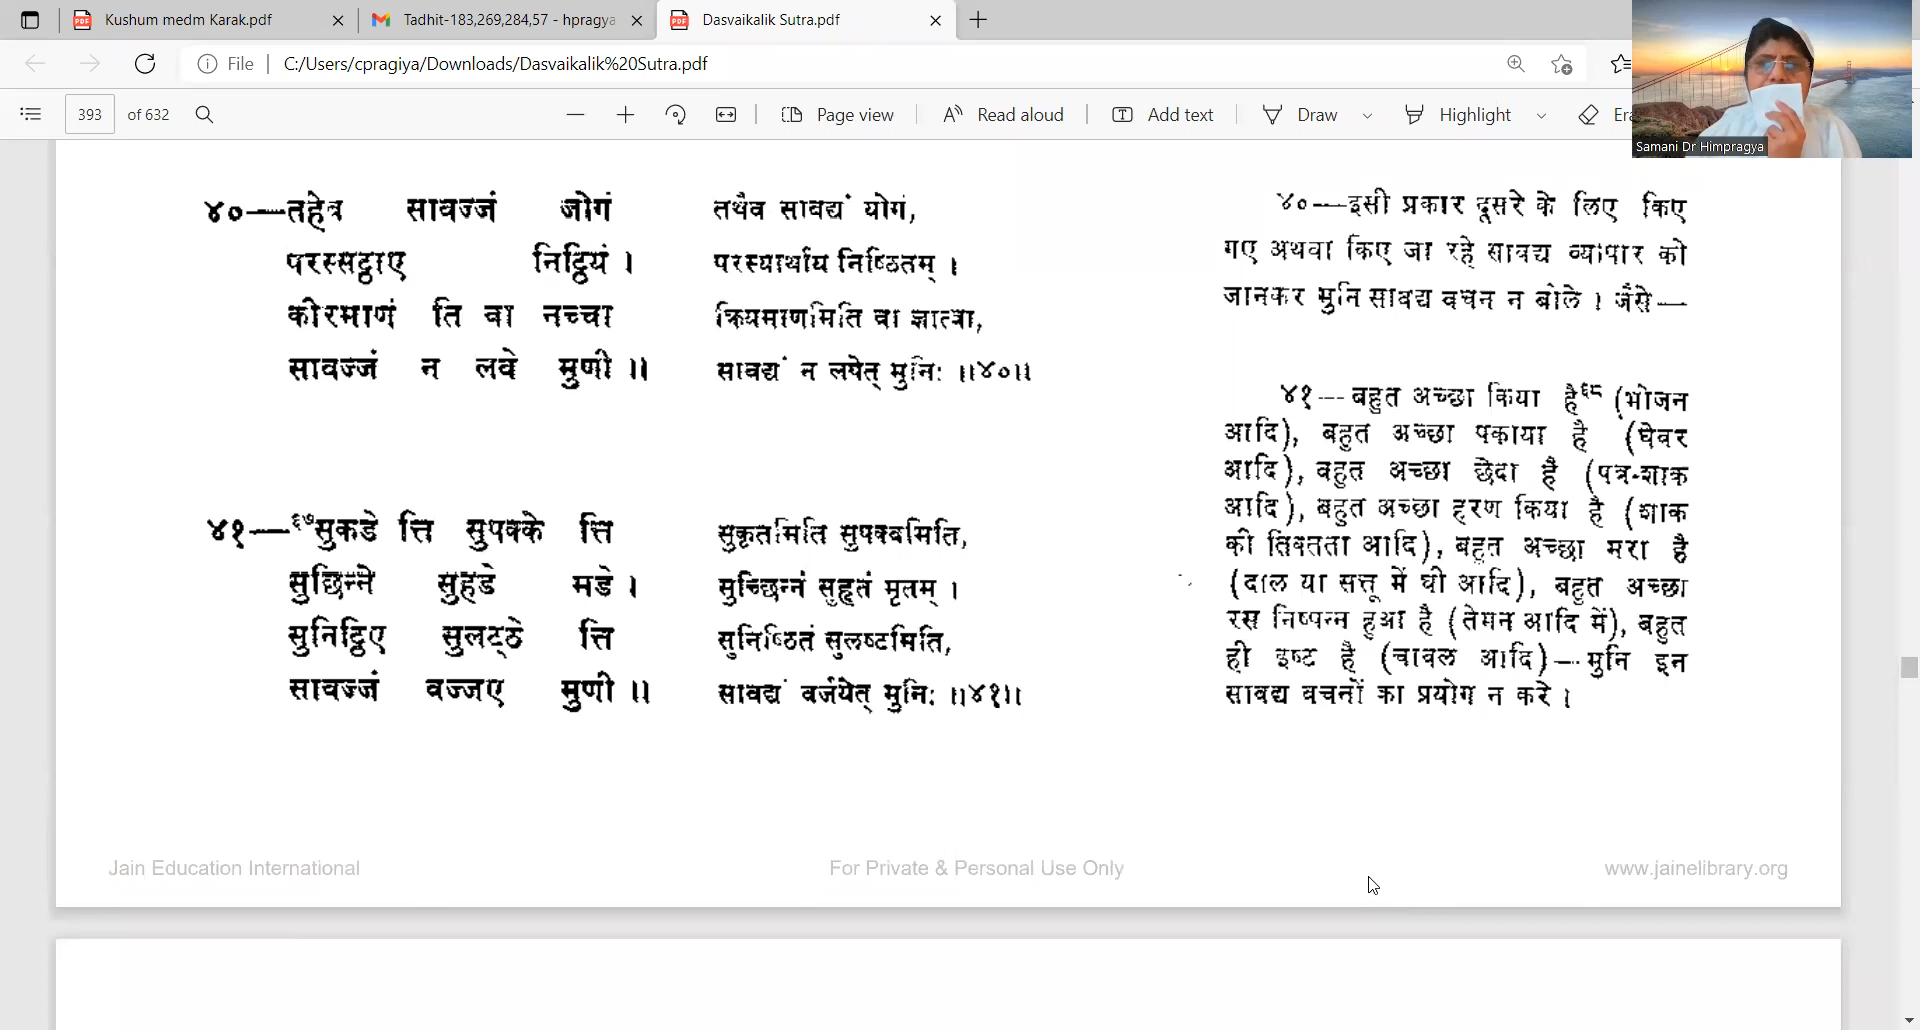 Kushum medm Karak.pdf
Tadhit-183,269,284,57 - hpragya
Dasvaikalik Sutra.pdf
File
C:/Users/cpragiya/Downloads/Dasvaikalik%20Sutra.pdf
393 of 632
Page view
Read aloud
Add text
Draw
Highlight
Era
Samani Dr Himpragya
४०—तहेव सावज्जं जोगं
परस्सट्ठाए निट्ठियं ।
कीरमाणं ति वा नच्चा
सावज्जं न लवे मुणी ॥
तथैव सावद्यं योगं,
परस्यार्थाय निष्ठितम् ।
क्रियमाणमिति वा ज्ञात्वा,
सावद्यं न लपेत् मुनिः ॥४०॥
४०—इसी प्रकार दूसरे के लिए किए
गए अथवा किए जा रहे सावद्य व्यापार को
जानकर मुनि सावद्य वचन न बोले । जैसे—
४१—६७सुकडे त्ति सुपक्के त्ति
सुछिन्ने सुहडे मडे ।
सुनिट्ठिए सुलट्ठे त्ति
सावज्जं वज्जए मुणी ॥
सुकृतमिति सुपक्वमिति,
सुच्छिन्नं सुहृतं मृतम् ।
सुनिष्ठितं सुलष्टमिति,
सावद्यं वर्जयेत् मुनिः ॥४१॥
४१—बहुत अच्छा किया है६८ (भोजन
आदि), बहुत अच्छा पकाया है (घेवर
आदि), बहुत अच्छा छेदा है (पत्र-शाक
आदि), बहुत अच्छा हरण किया है (शाक
की तिक्तता आदि), बहुत अच्छा मरा है
(दाल या सत्तू में घी आदि), बहुत अच्छा
रस निष्पन्न हुआ है (तेमन आदि में), बहुत
ही इष्ट है (चावल आदि)—मुनि इन
सावद्य वचनों का प्रयोग न करे ।
Jain Education International
For Private & Personal Use Only
www.jainelibrary.org